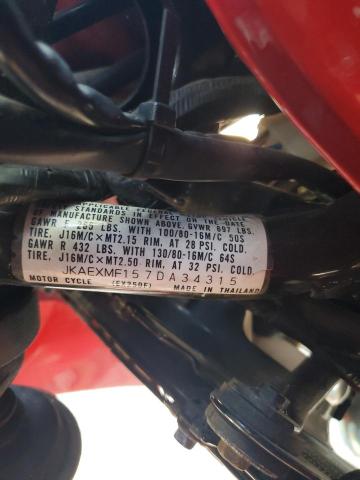 APPLICABLE FEDERAL
STANDARDS IN EFFECT ON THE DATE
MANUFACTURE SHOWN ABOVE. GVWR 697 LBS.
GAWR F 265 LBS. WITH 100/80-16M/C 50S
TIRE, J16M/C×MT2.15 RIM, AT 28 PSI. COLD.
GAWR R 432 LBS. WITH 130/80-16M/C 64S
TIRE, J16M/C×MT2.50 RIM, AT 32 PSI. COLD.
JKAEXMF157DA34315
MOTOR CYCLE (EX250F) MADE IN THAILAND